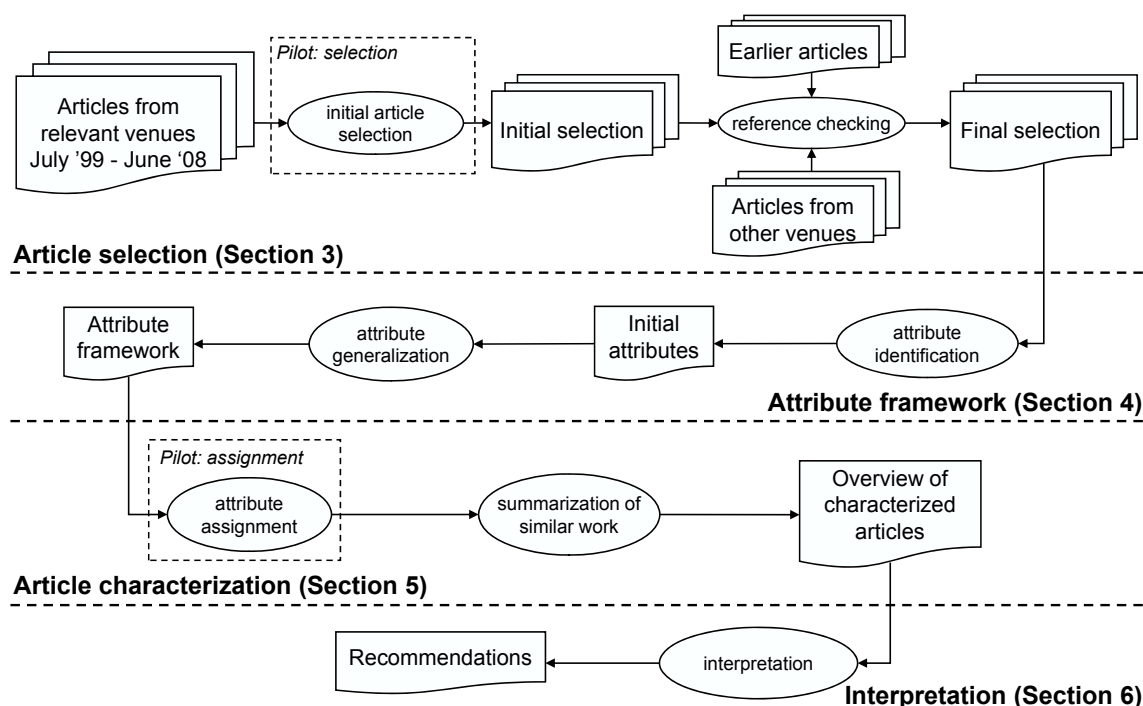 Pilot: selection
Articles from
relevant venues
July '99 - June ‘08
initial article
selection
Initial selection
Earlier articles
reference checking
Articles from
other venues
Final selection
Article selection (Section 3)
Attribute
framework
attribute
generalization
Initial
attributes
attribute
identification
Attribute framework (Section 4)
Pilot: assignment
attribute
assignment
summarization of
similar work
Overview of
characterized
articles
Article characterization (Section 5)
Recommendations
interpretation
Interpretation (Section 6)